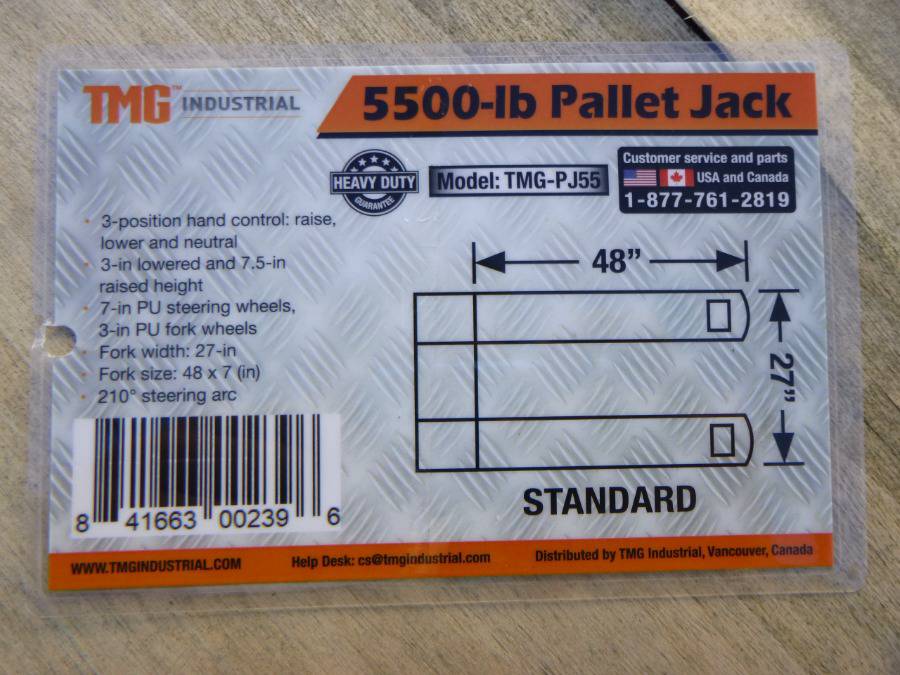 TMG™ INDUSTRIAL
5500-lb Pallet Jack
HEAVY DUTY
GUARANTEE
Model: TMG-PJ55
Customer service and parts
USA and Canada
1-877-761-2819
• 3-position hand control: raise,
lower and neutral
• 3-in lowered and 7.5-in
raised height
• 7-in PU steering wheels,
3-in PU fork wheels
• Fork width: 27-in
• Fork size: 48 x 7 (in)
• 210° steering arc
48”
27”
STANDARD
8 41663 00239 6
WWW.TMGINDUSTRIAL.COM
Help Desk: cs@tmgindustrial.com
Distributed by TMG Industrial, Vancouver, Canada